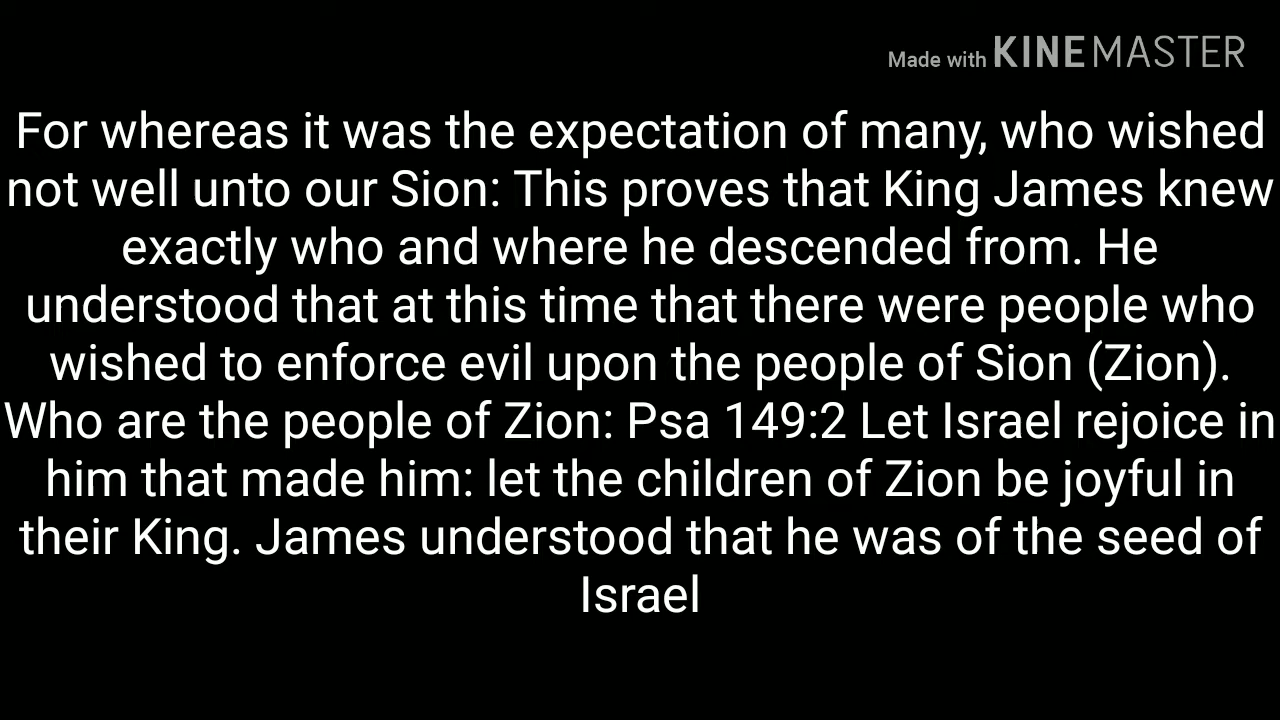 Made with KINEMASTER
For whereas it was the expectation of many, who wished
not well unto our Sion: This proves that King James knew
exactly who and where he descended from. He
understood that at this time that there were people who
wished to enforce evil upon the people of Sion (Zion).
Who are the people of Zion: Psa 149:2 Let Israel rejoice in
him that made him: let the children of Zion be joyful in
their King. James understood that he was of the seed of
Israel